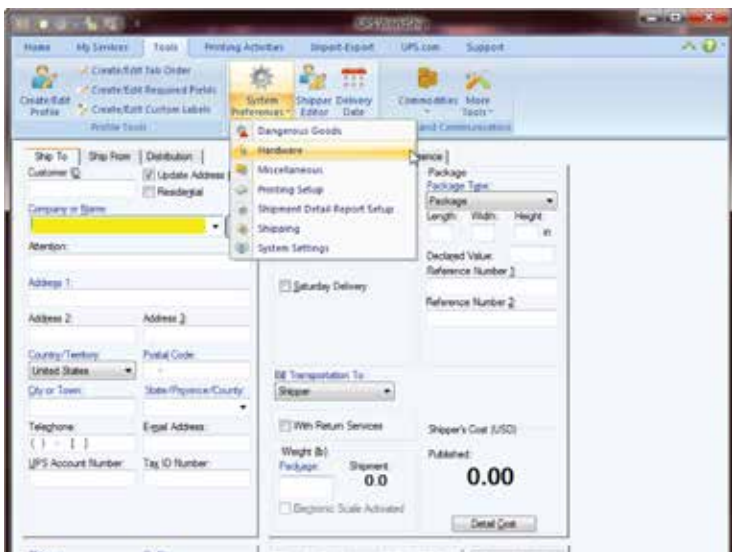 UPS WorldShip
Home My Services Tools Printing Activities Import-Export UPS.com Support
Create/Edit Profile
Create/Edit Tab Order
Create/Edit Required Fields
Create/Edit Custom Labels
Profile Tools
System Preferences
Shipper Editor
Delivery Date
Commodities
More Tools
and Communication
Dangerous Goods
Hardware
Miscellaneous
Printing Setup
Shipment Detail Report Setup
Shipping
System Settings
Ship To Ship From Distribution
Customer ID
Update Address
Residential
Company or Name:
Attention:
Address 1:
Address 2: Address 3:
Country/Territory: Postal Code:
United States
City or Town: State/Province/County:
Telephone: E-mail Address:
( ) - [ ]
UPS Account Number: Tax ID Number:
Saturday Delivery
Bill Transportation To:
Shipper
With Return Services
Weight (lb)
Package: Shipment:
0.0
Electronic Scale Activated
Package
Package Type:
Package
Length: Width: Height:
in
Declared Value:
Reference Number 1:
Reference Number 2:
Shipper's Cost (USD)
Published:
0.00
Detail Cost